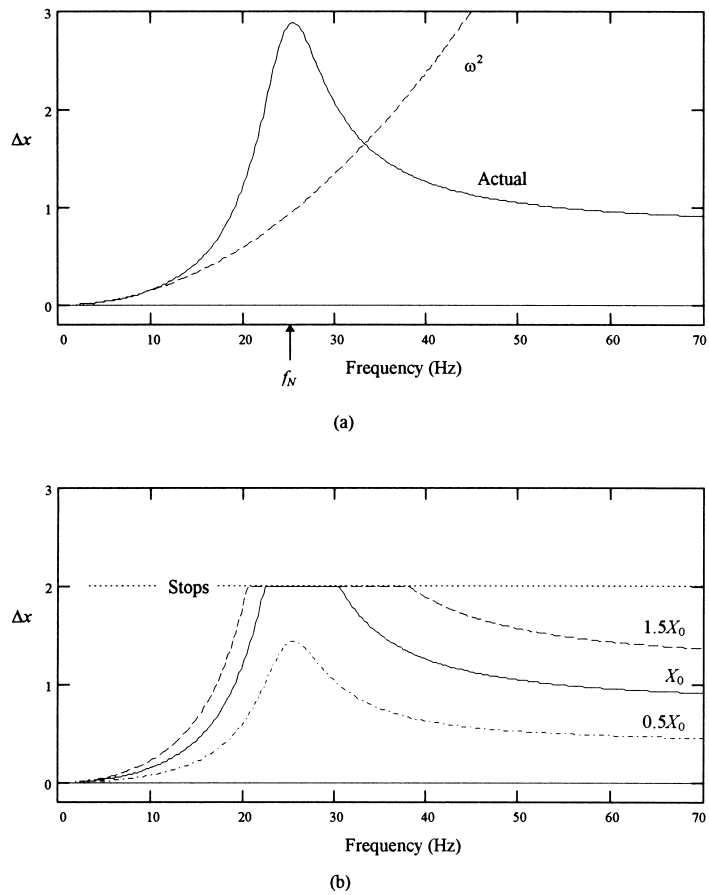 3
ω²
2
Δx
Actual
1
0
0 10 20 30 40 50 60 70
Frequency (Hz)
f_N
(a)
3
2
Stops
Δx
1.5X₀
1
X₀
0.5X₀
0
0 10 20 30 40 50 60 70
Frequency (Hz)
(b)